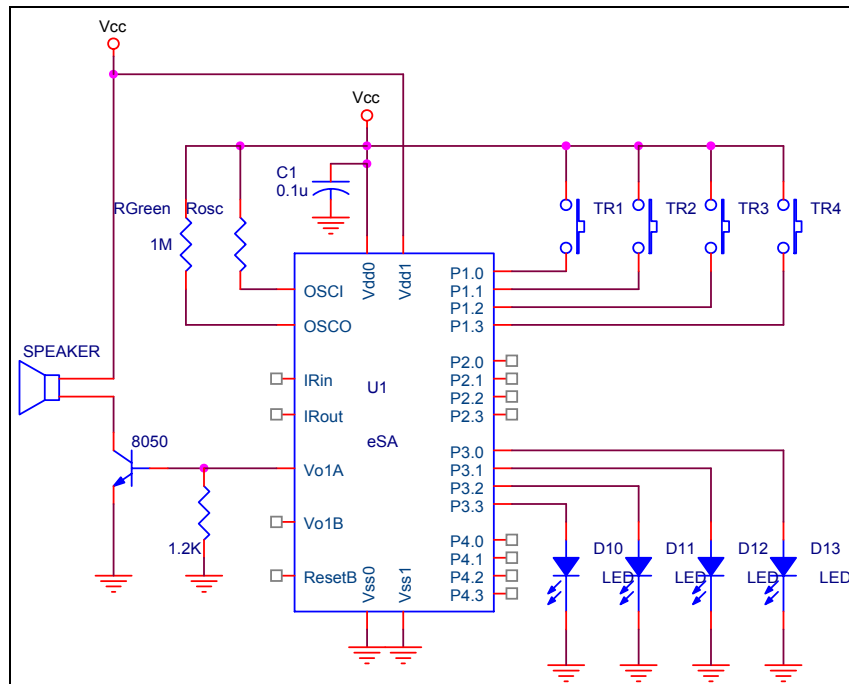 Vcc
Vcc
C1
0.1u
RGreen
Rosc
1M
TR1
TR2
TR3
TR4
OSCI
OSCO
Vdd0
Vdd1
P1.0
P1.1
P1.2
P1.3
SPEAKER
IRin
IRout
U1
eSA
P2.0
P2.1
P2.2
P2.3
8050
Vo1A
P3.0
P3.1
P3.2
P3.3
1.2K
Vo1B
ResetB
Vss0
Vss1
P4.0
P4.1
P4.2
P4.3
D10
D11
D12
D13
LED
LED
LED
LED